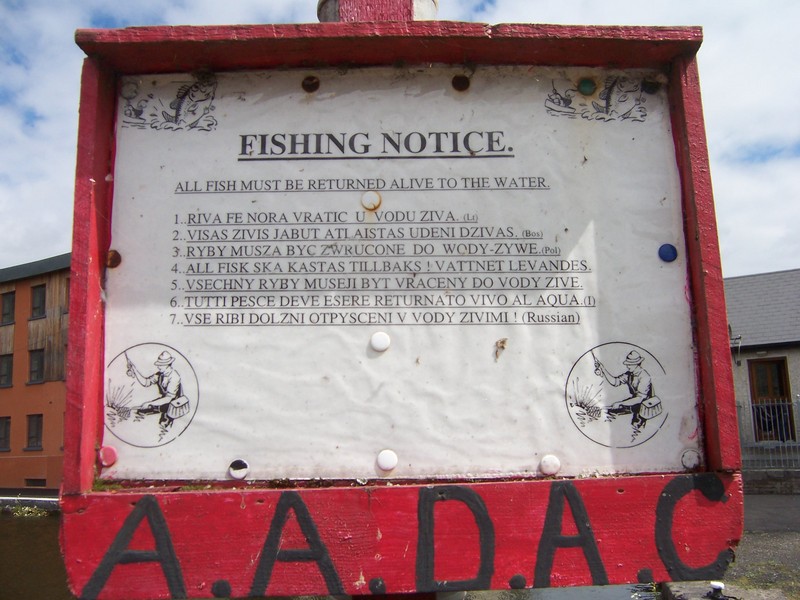 FISHING NOTICE.
ALL FISH MUST BE RETURNED ALIVE TO THE WATER.
1..RIVA FE NORA VRATIC U VODU ZIVA. (Lt)
2..VISAS ZIVIS JABUT ATLAISTAS UDENI DZIVAS. (Bos)
3..RYBY MUSZA BYC ZWRUCONE DO WODY-ZYWE.(Pol)
4..ALL FISK SKA KASTAS TILLBAKS ! VATTNET LEVANDES.
5..VSECHNY RYBY MUSEJI BYT VRACENY DO VODY ZIVE.
6..TUTTI PESCE DEVE ESERE RETURNATO VIVO AL AQUA.(I)
7..VSE RIBI DOLZNI OTPYSCENI V VODY ZIVIMI ! (Russian)
A.A.D.A.C